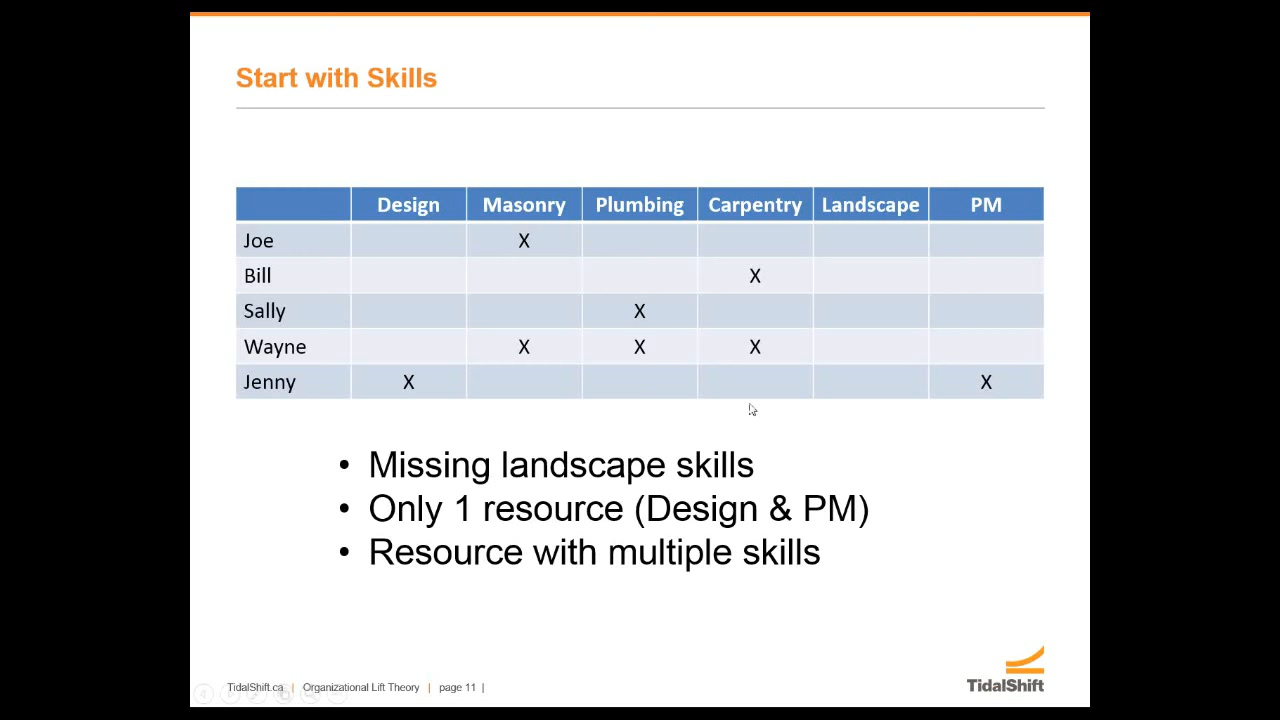 Start with Skills
Design Masonry Plumbing Carpentry Landscape PM
Joe X
Bill X
Sally X
Wayne X X X
Jenny X X
• Missing landscape skills
• Only 1 resource (Design & PM)
• Resource with multiple skills
TidalShift.ca | Organizational Lift Theory | page 11 |
TidalShift